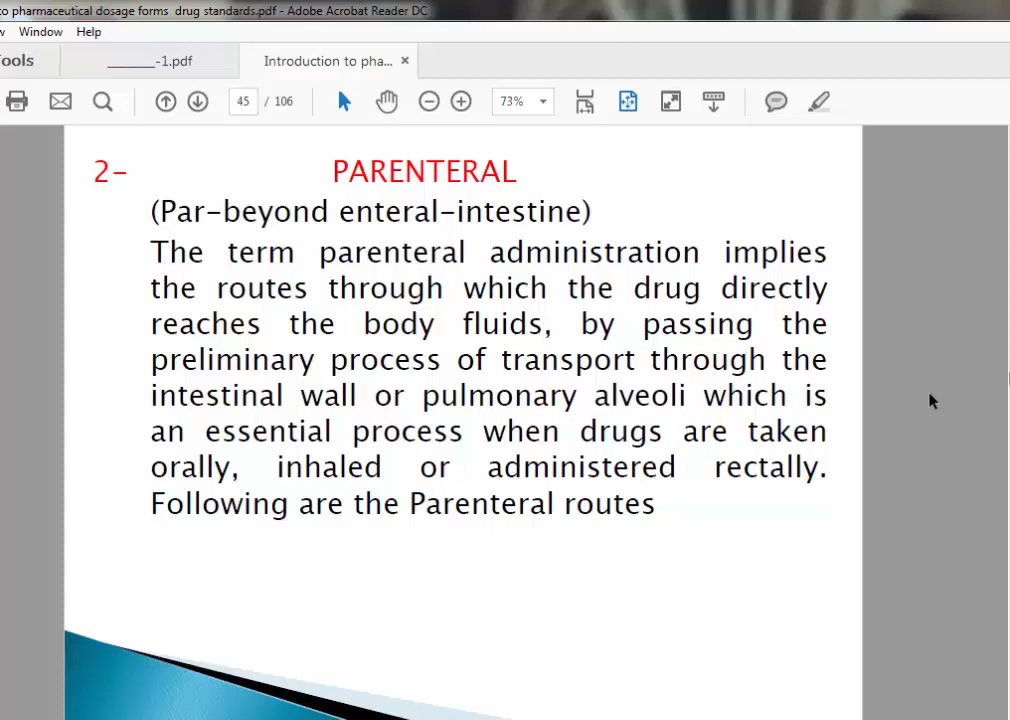 to pharmaceutical dosage forms drug standards.pdf - Adobe Acrobat Reader DC
w Window Help
Tools _______-1.pdf Introduction to pha... ×
45 / 106 73%
2- PARENTERAL
(Par-beyond enteral-intestine)
The term parenteral administration implies
the routes through which the drug directly
reaches the body fluids, by passing the
preliminary process of transport through the
intestinal wall or pulmonary alveoli which is
an essential process when drugs are taken
orally, inhaled or administered rectally.
Following are the Parenteral routes